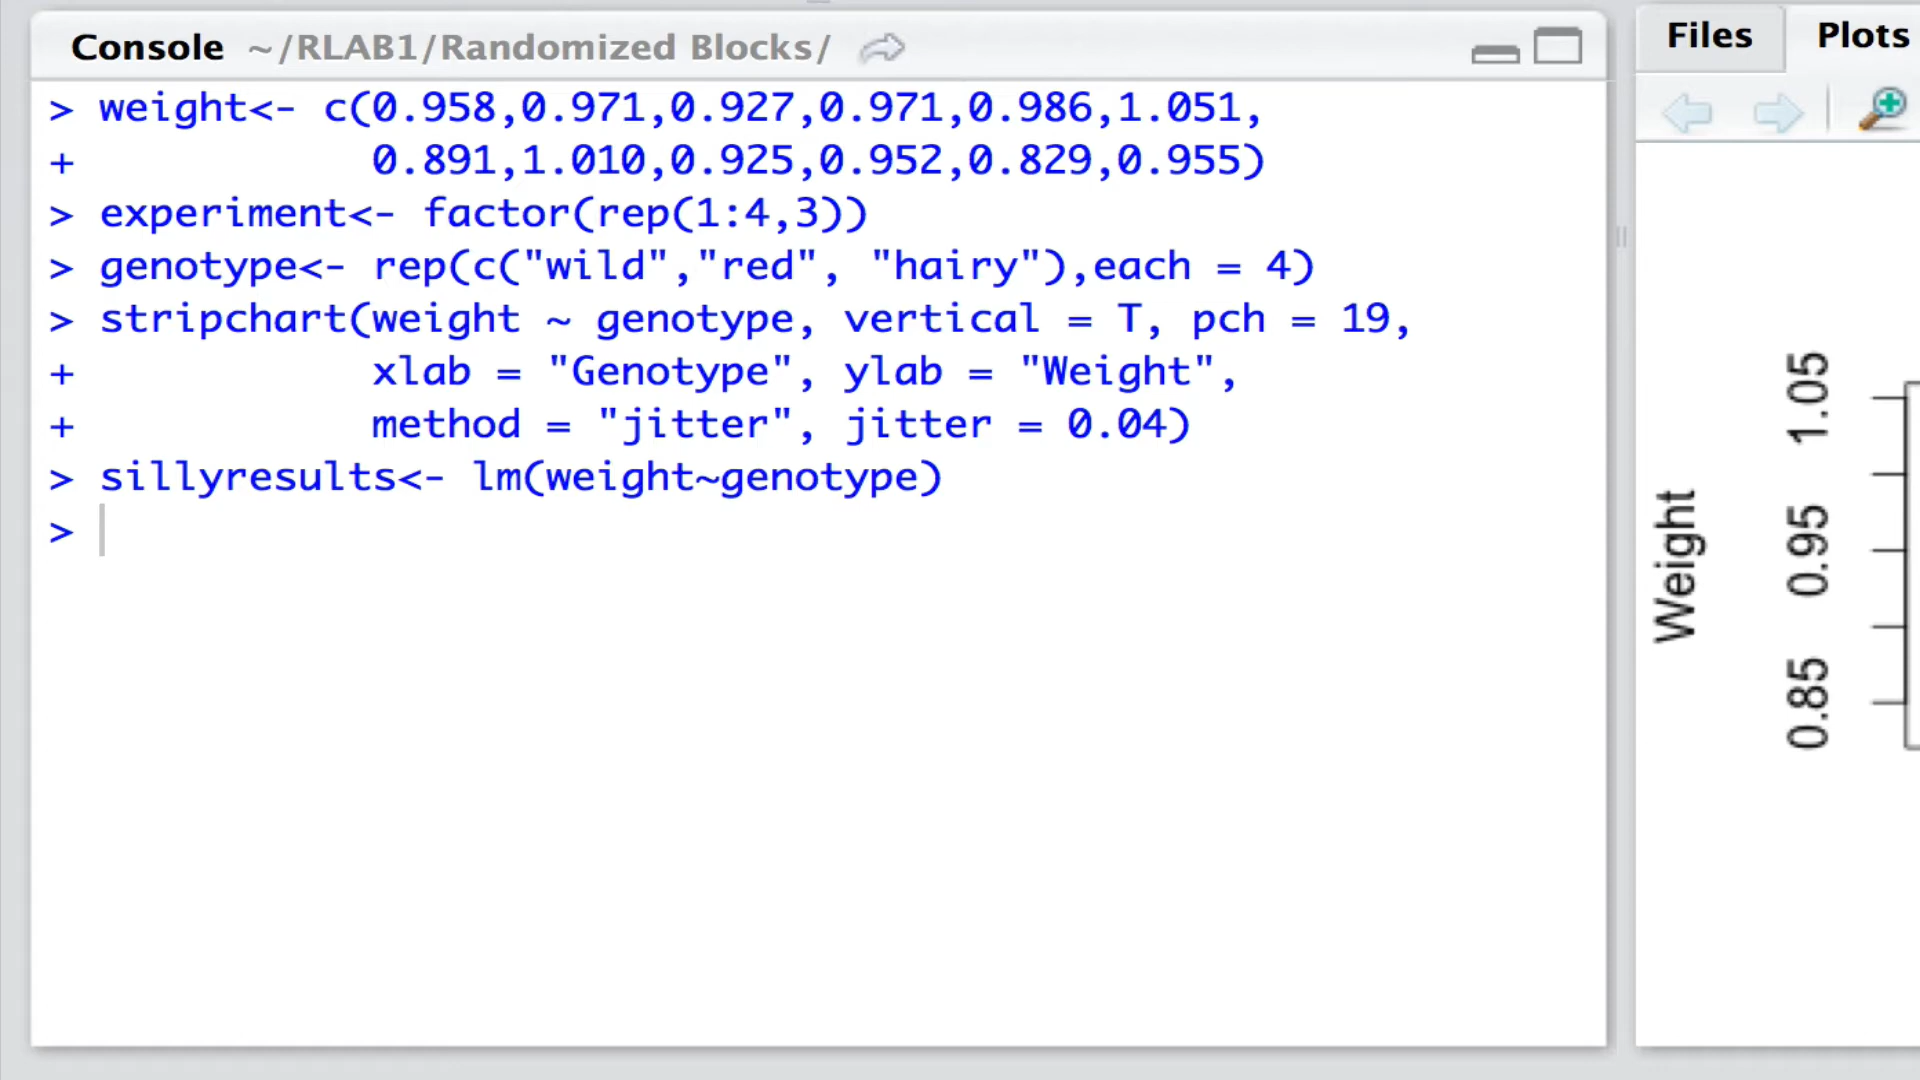 Console ~/RLAB1/Randomized Blocks/
> weight<- c(0.958,0.971,0.927,0.971,0.986,1.051,
+ 0.891,1.010,0.925,0.952,0.829,0.955)
> experiment<- factor(rep(1:4,3))
> genotype<- rep(c("wild","red", "hairy"),each = 4)
> stripchart(weight ~ genotype, vertical = T, pch = 19,
+ xlab = "Genotype", ylab = "Weight",
+ method = "jitter", jitter = 0.04)
> sillyresults<- lm(weight~genotype)
>
Files Plots
Weight
1.05
0.95
0.85